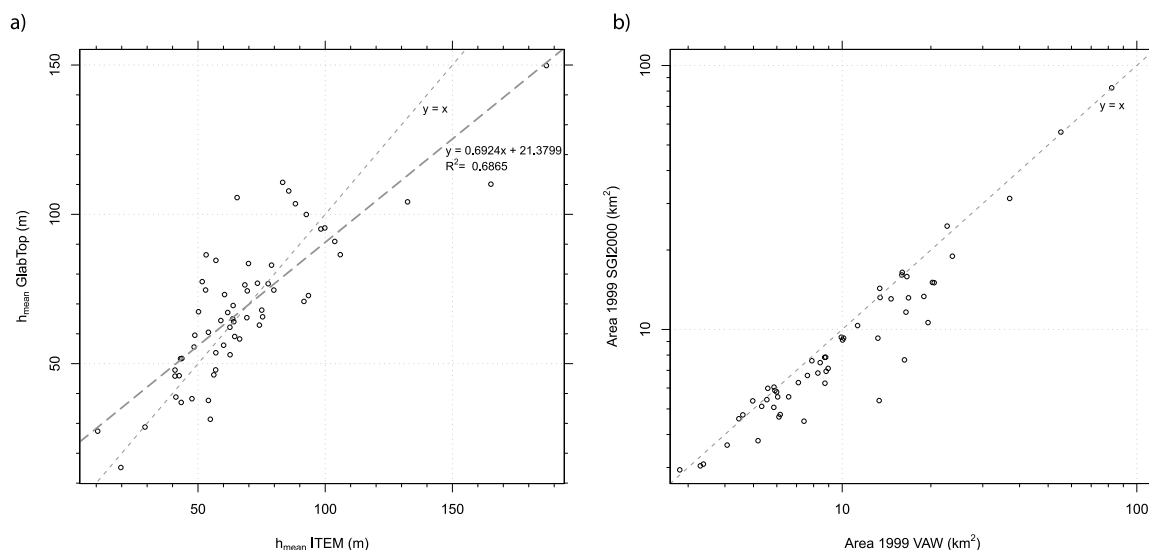 a)
150
100
50
50
100
150
h_mean GlabTop (m)
h_mean ITEM (m)
y = x
y = 0.6924x + 21.3799
R²= 0.6865
b)
100
10
10
100
Area 1999 SGI2000 (km²)
Area 1999 VAW (km²)
y = x